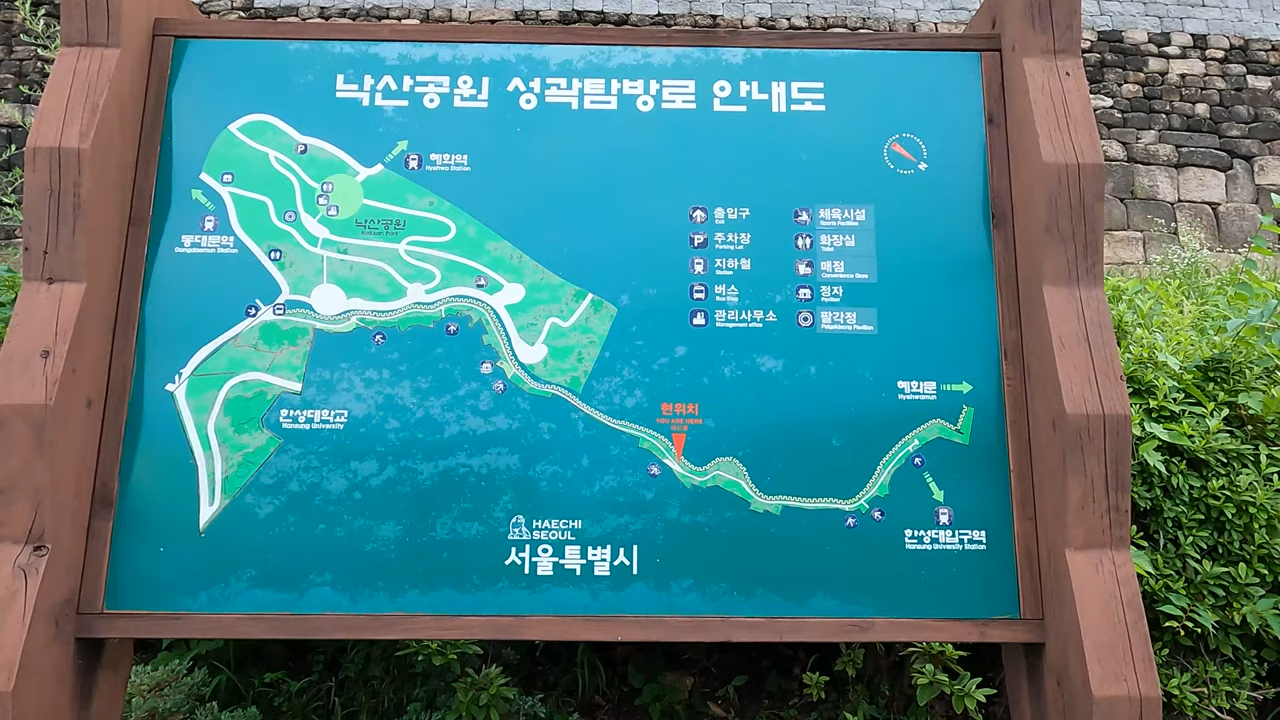 낙산공원 성곽탐방로 안내도
혜화역
Hyehwa Station
P
낙산공원
Naksan Park
동대문역
Dongdaemun Station
출입구
Exit
체육시설
Sports Facilities
P
주차장
Parking Lot
화장실
Toilet
지하철
Station
매점
Convenience Store
버스
Bus Stop
정자
Pavilion
관리사무소
Management office
팔각정
Palgakjeong Pavilion
혜화문
Hyehwamun
현위치
YOU ARE HERE
한성대학교
Hansung University
한성대입구역
Hansung University Station
HAECHI
SEOUL
서울특별시